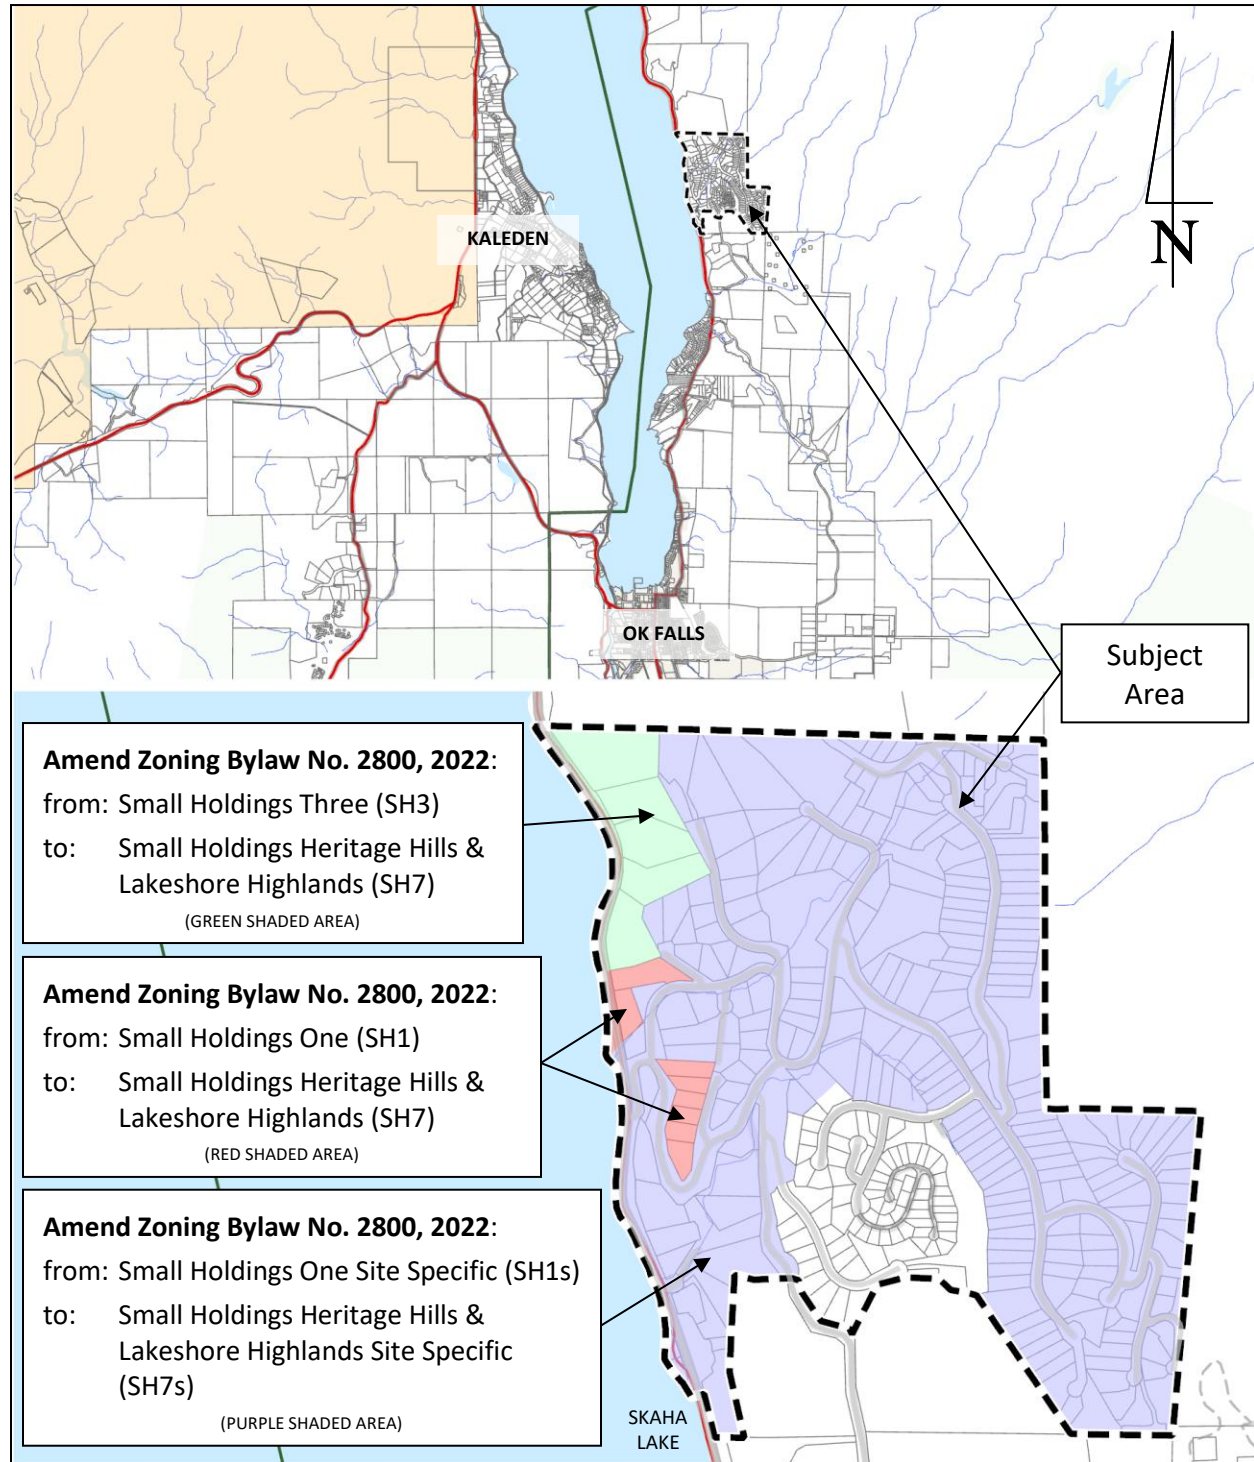 KALEDEN
N
OK FALLS
Subject
Area
Amend Zoning Bylaw No. 2800, 2022:
from: Small Holdings Three (SH3)
to: Small Holdings Heritage Hills &
Lakeshore Highlands (SH7)
(GREEN SHADED AREA)
Amend Zoning Bylaw No. 2800, 2022:
from: Small Holdings One (SH1)
to: Small Holdings Heritage Hills &
Lakeshore Highlands (SH7)
(RED SHADED AREA)
Amend Zoning Bylaw No. 2800, 2022:
from: Small Holdings One Site Specific (SH1s)
to: Small Holdings Heritage Hills &
Lakeshore Highlands Site Specific
(SH7s)
(PURPLE SHADED AREA)
SKAHA
LAKE